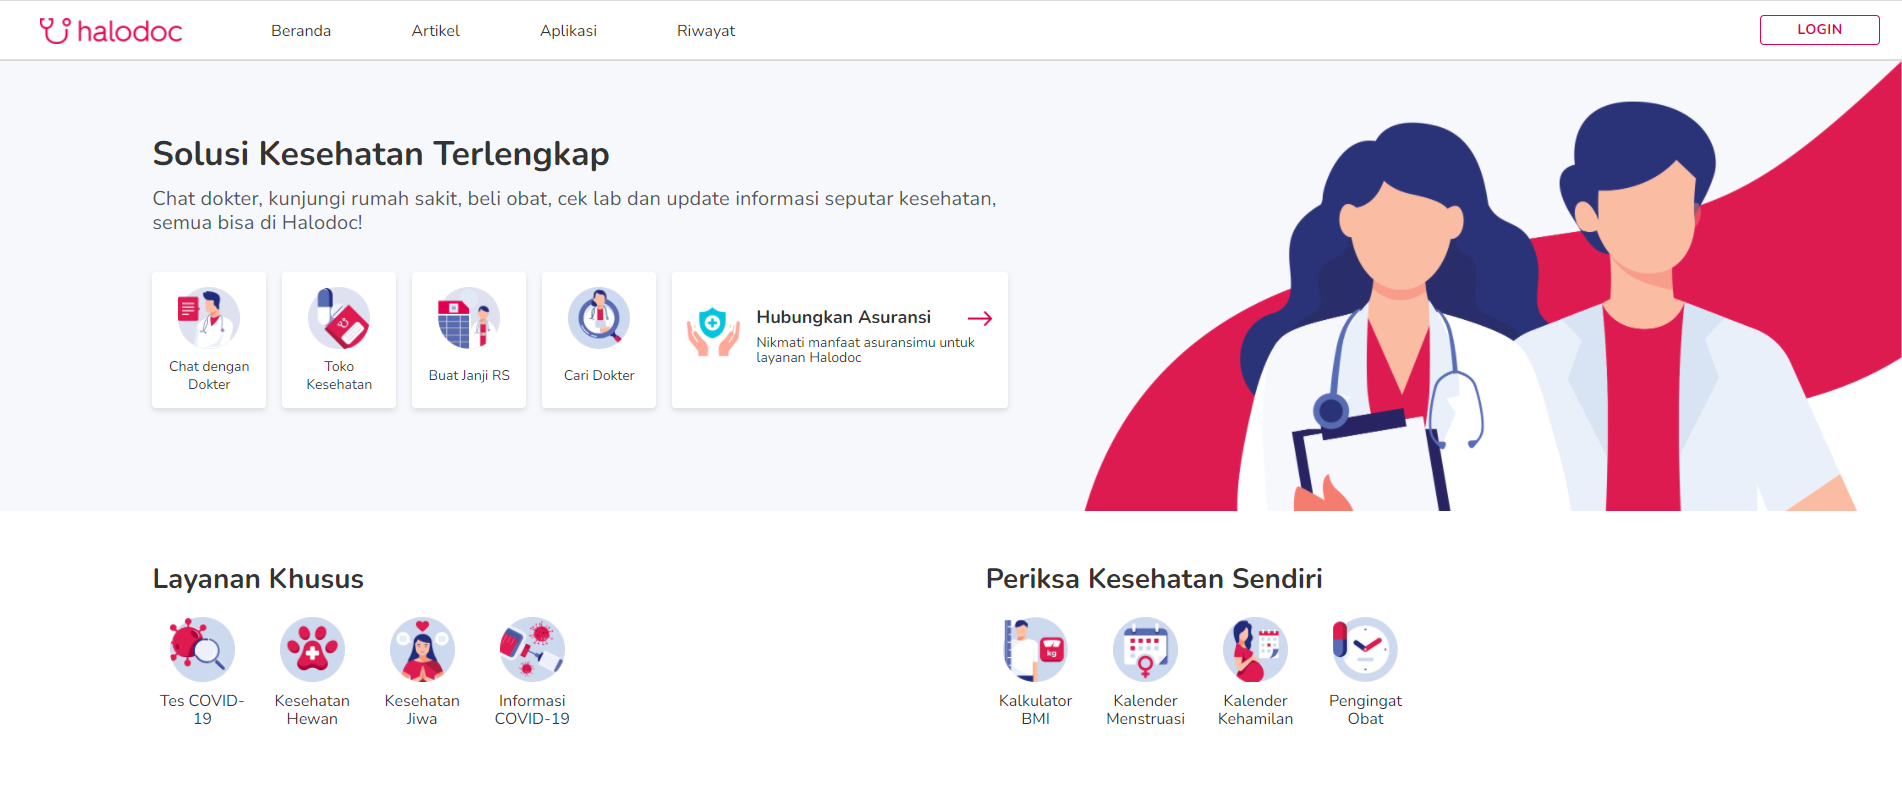 halodoc
Beranda
Artikel
Aplikasi
Riwayat
LOGIN
Solusi Kesehatan Terlengkap
Chat dokter, kunjungi rumah sakit, beli obat, cek lab dan update informasi seputar kesehatan,
semua bisa di Halodoc!
Chat dengan
Dokter
Toko
Kesehatan
Buat Janji RS
Cari Dokter
Hubungkan Asuransi
Nikmati manfaat asuransimu untuk
layanan Halodoc
Layanan Khusus
Tes COVID-
19
Kesehatan
Hewan
Kesehatan
Jiwa
Informasi
COVID-19
Periksa Kesehatan Sendiri
kg
Kalkulator
BMI
Kalender
Menstruasi
Kalender
Kehamilan
Pengingat
Obat